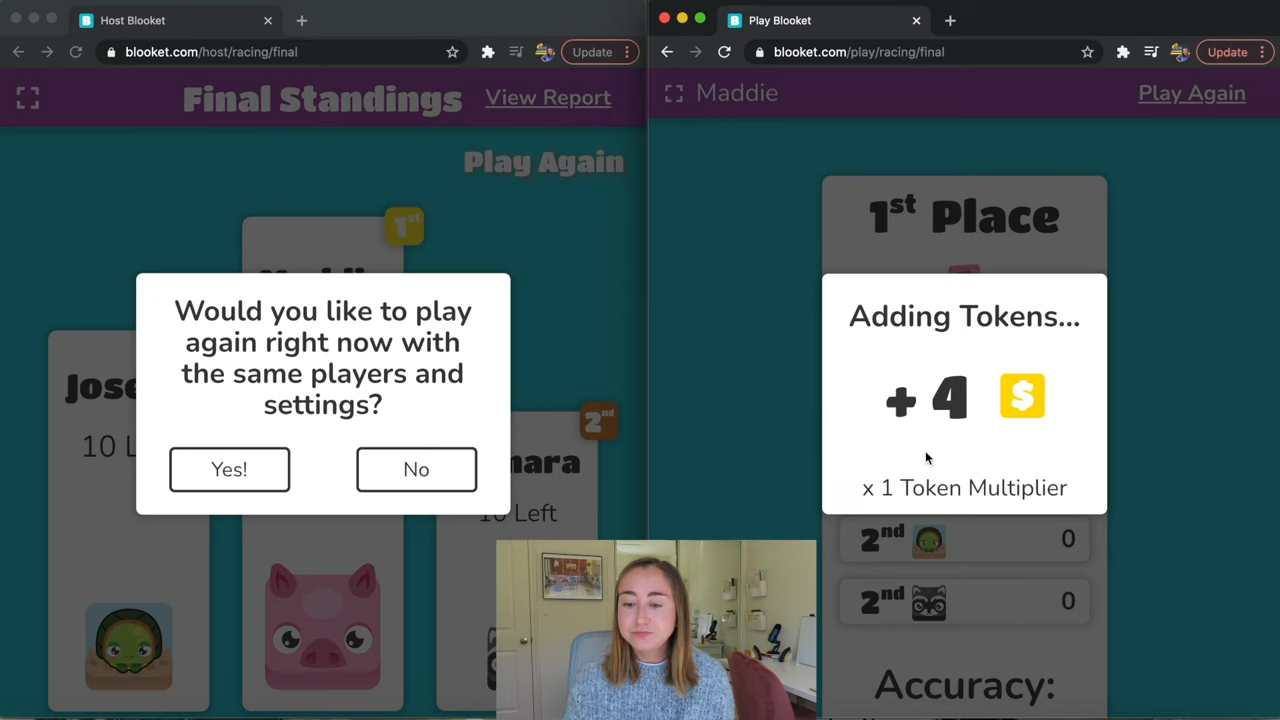 Host Blooket
blooket.com/host/racing/final
Update
Final Standings
View Report
Play Again
1st
Would you like to play
again right now with
the same players and
settings?
Yes!
No
10 L
2nd
10 Left
Play Blooket
blooket.com/play/racing/final
Update
Maddie
Play Again
1st Place
Adding Tokens...
+ 4 $
x 1 Token Multiplier
2nd 0
2nd 0
Accuracy: